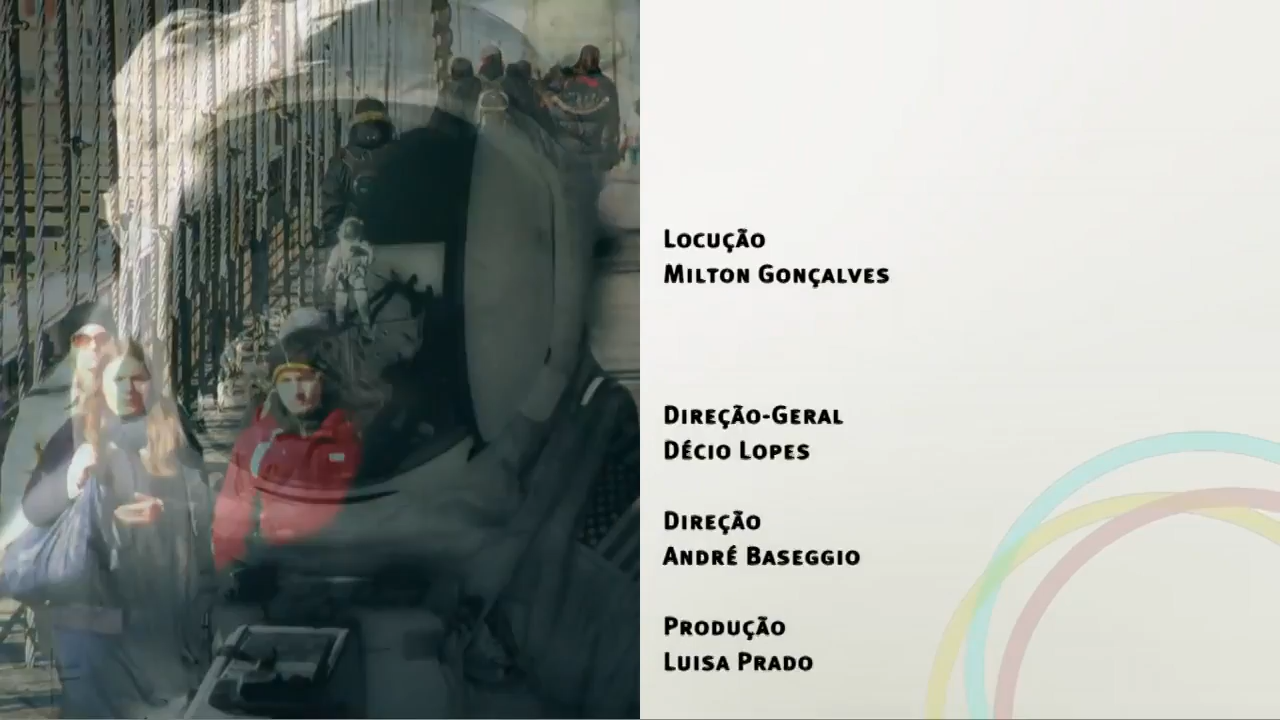 Locução
Milton Gonçalves
Direção-Geral
Décio Lopes
Direção
André Baseggio
Produção
Luisa Prado